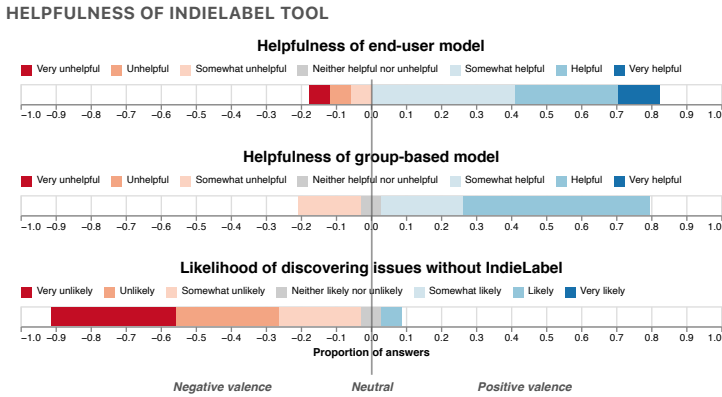 HELPFULNESS OF INDIELABEL TOOL
Helpfulness of end-user model
Very unhelpful Unhelpful Somewhat unhelpful Neither helpful nor unhelpful Somewhat helpful Helpful Very helpful
−1.0 −0.9 −0.8 −0.7 −0.6 −0.5 −0.4 −0.3 −0.2 −0.1 0.0 0.1 0.2 0.3 0.4 0.5 0.6 0.7 0.8 0.9 1.0
Helpfulness of group-based model
Very unhelpful Unhelpful Somewhat unhelpful Neither helpful nor unhelpful Somewhat helpful Helpful Very helpful
−1.0 −0.9 −0.8 −0.7 −0.6 −0.5 −0.4 −0.3 −0.2 −0.1 0.0 0.1 0.2 0.3 0.4 0.5 0.6 0.7 0.8 0.9 1.0
Likelihood of discovering issues without IndieLabel
Very unlikely Unlikely Somewhat unlikely Neither likely nor unlikely Somewhat likely Likely Very likely
−1.0 −0.9 −0.8 −0.7 −0.6 −0.5 −0.4 −0.3 −0.2 −0.1 0.0 0.1 0.2 0.3 0.4 0.5 0.6 0.7 0.8 0.9 1.0
Proportion of answers
Negative valence Neutral Positive valence